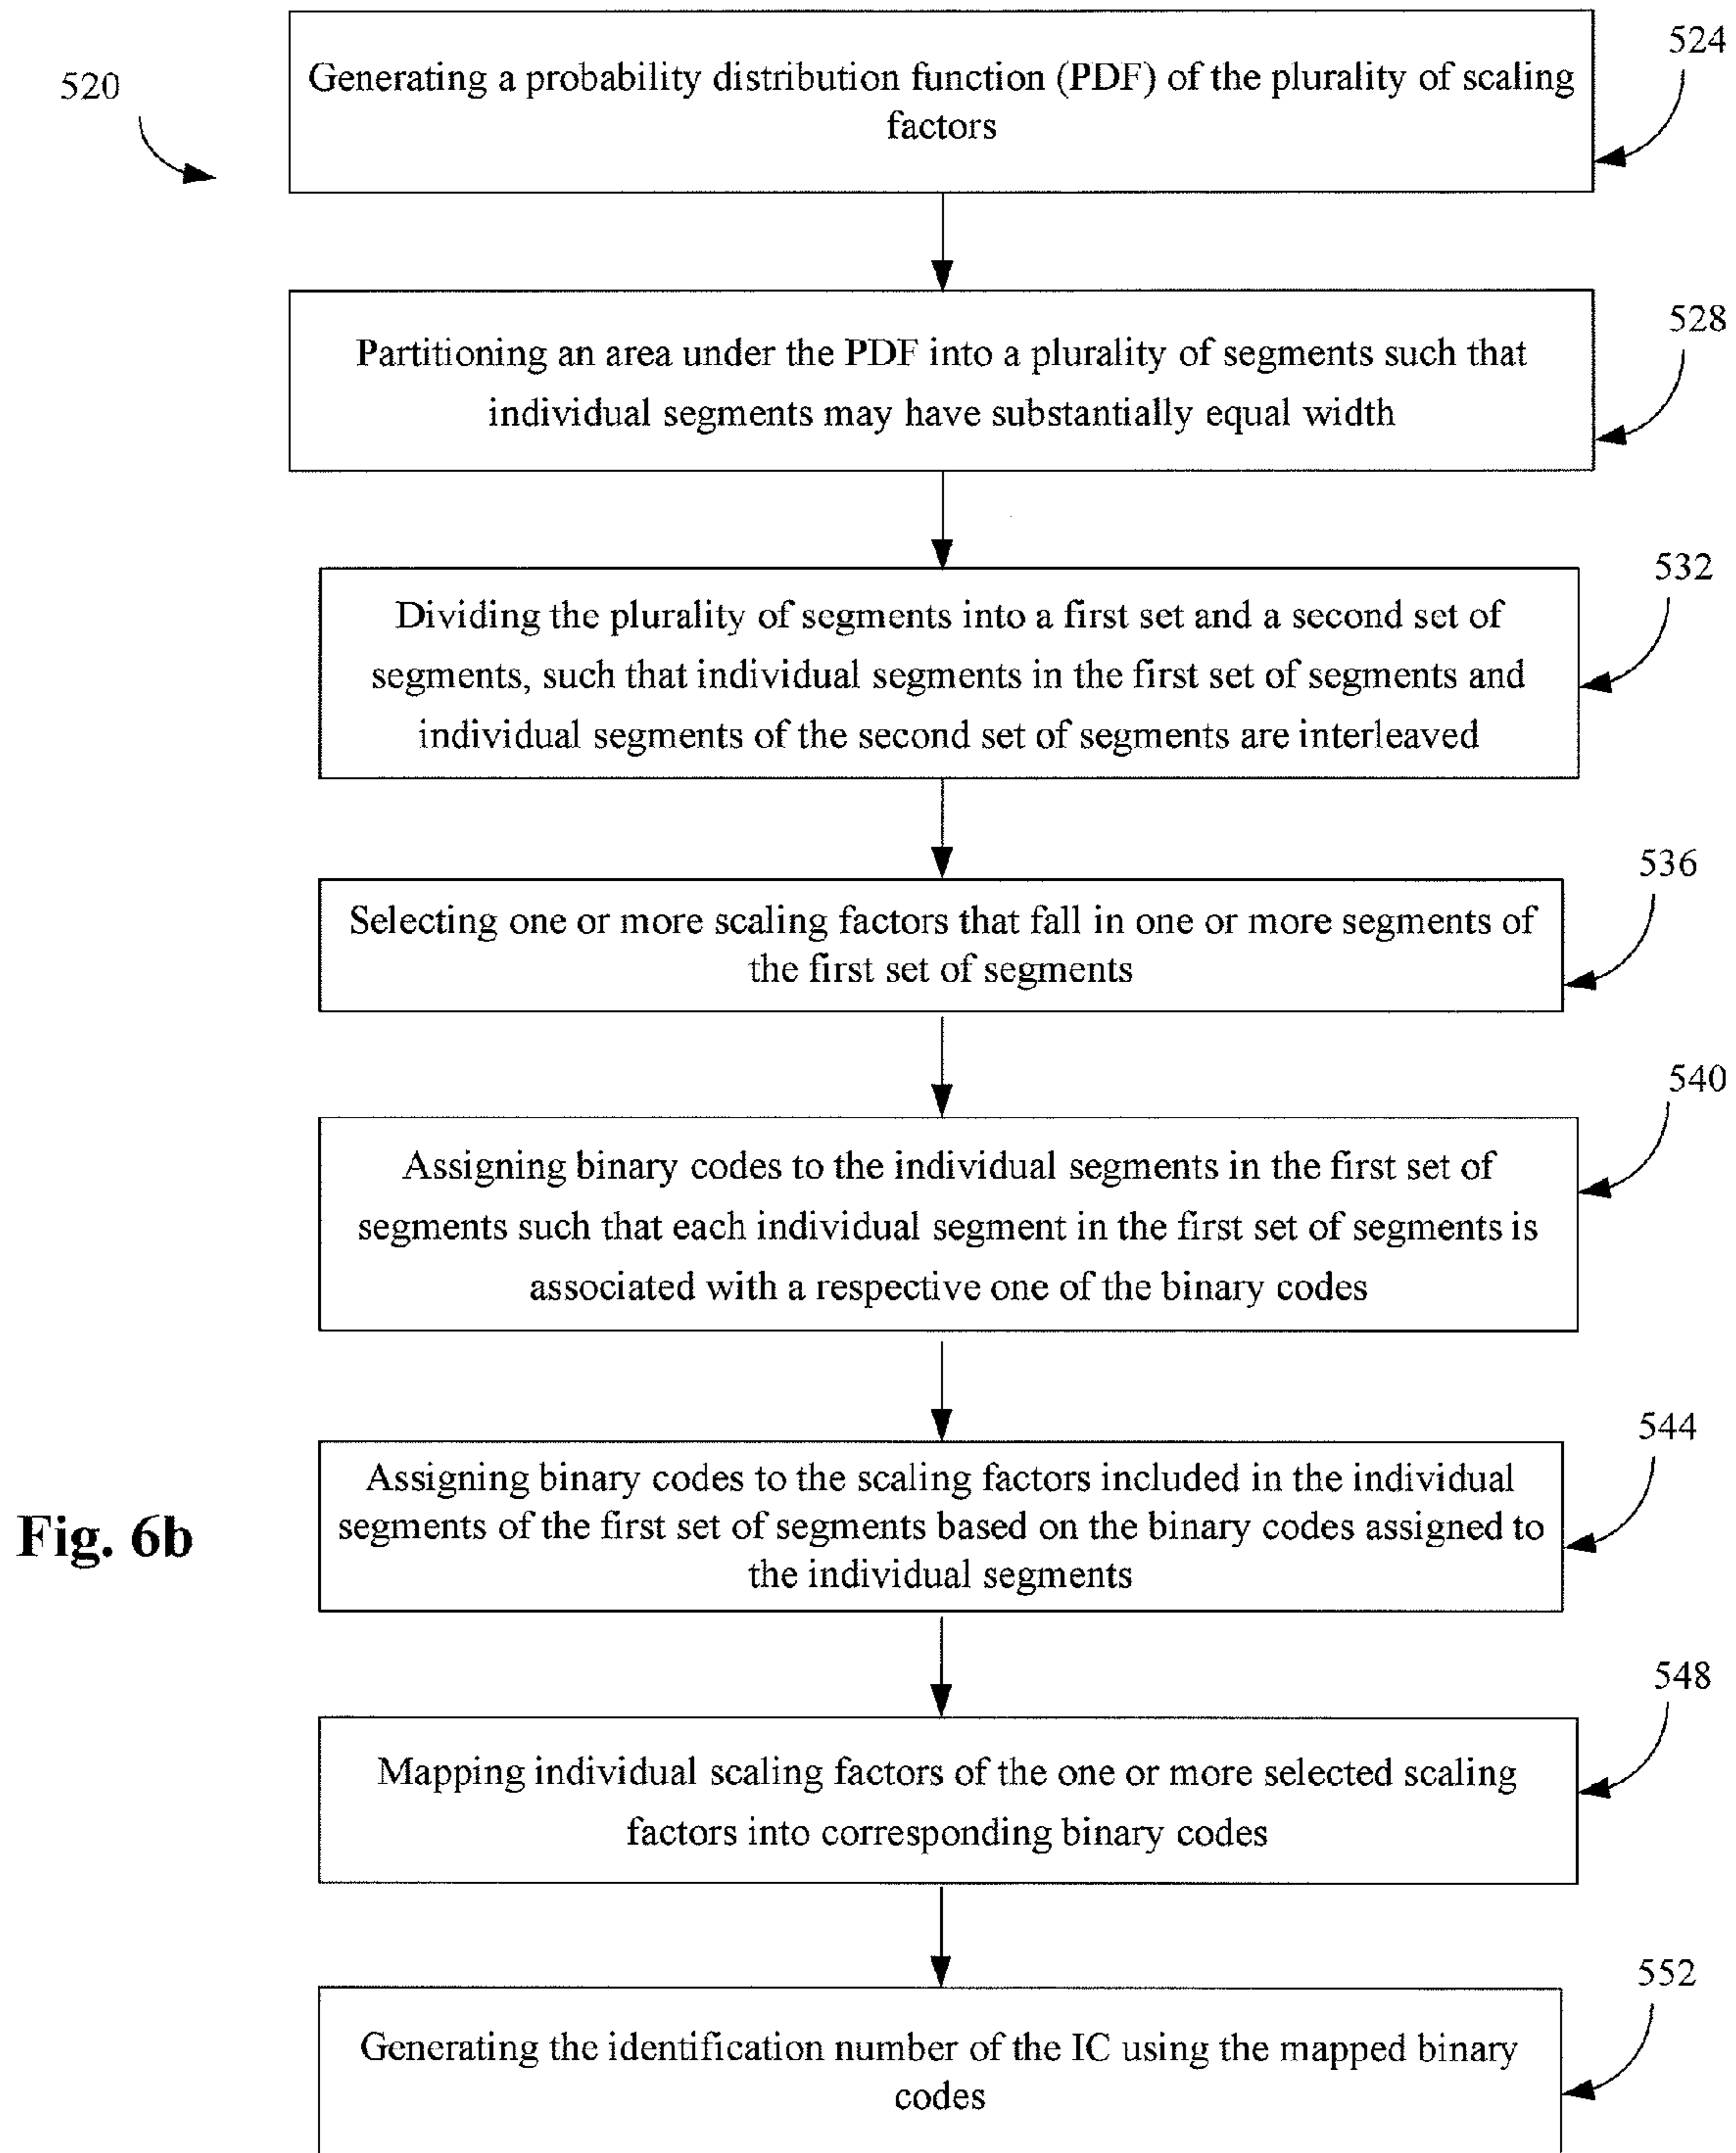 520
Generating a probability distribution function (PDF) of the plurality of scaling
factors
524
Partitioning an area under the PDF into a plurality of segments such that
individual segments may have substantially equal width
528
Dividing the plurality of segments into a first set and a second set of
segments, such that individual segments in the first set of segments and
individual segments of the second set of segments are interleaved
532
Selecting one or more scaling factors that fall in one or more segments of
the first set of segments
536
Assigning binary codes to the individual segments in the first set of
segments such that each individual segment in the first set of segments is
associated with a respective one of the binary codes
540
Assigning binary codes to the scaling factors included in the individual
segments of the first set of segments based on the binary codes assigned to
the individual segments
544
Fig. 6b
Mapping individual scaling factors of the one or more selected scaling
factors into corresponding binary codes
548
Generating the identification number of the IC using the mapped binary
codes
552